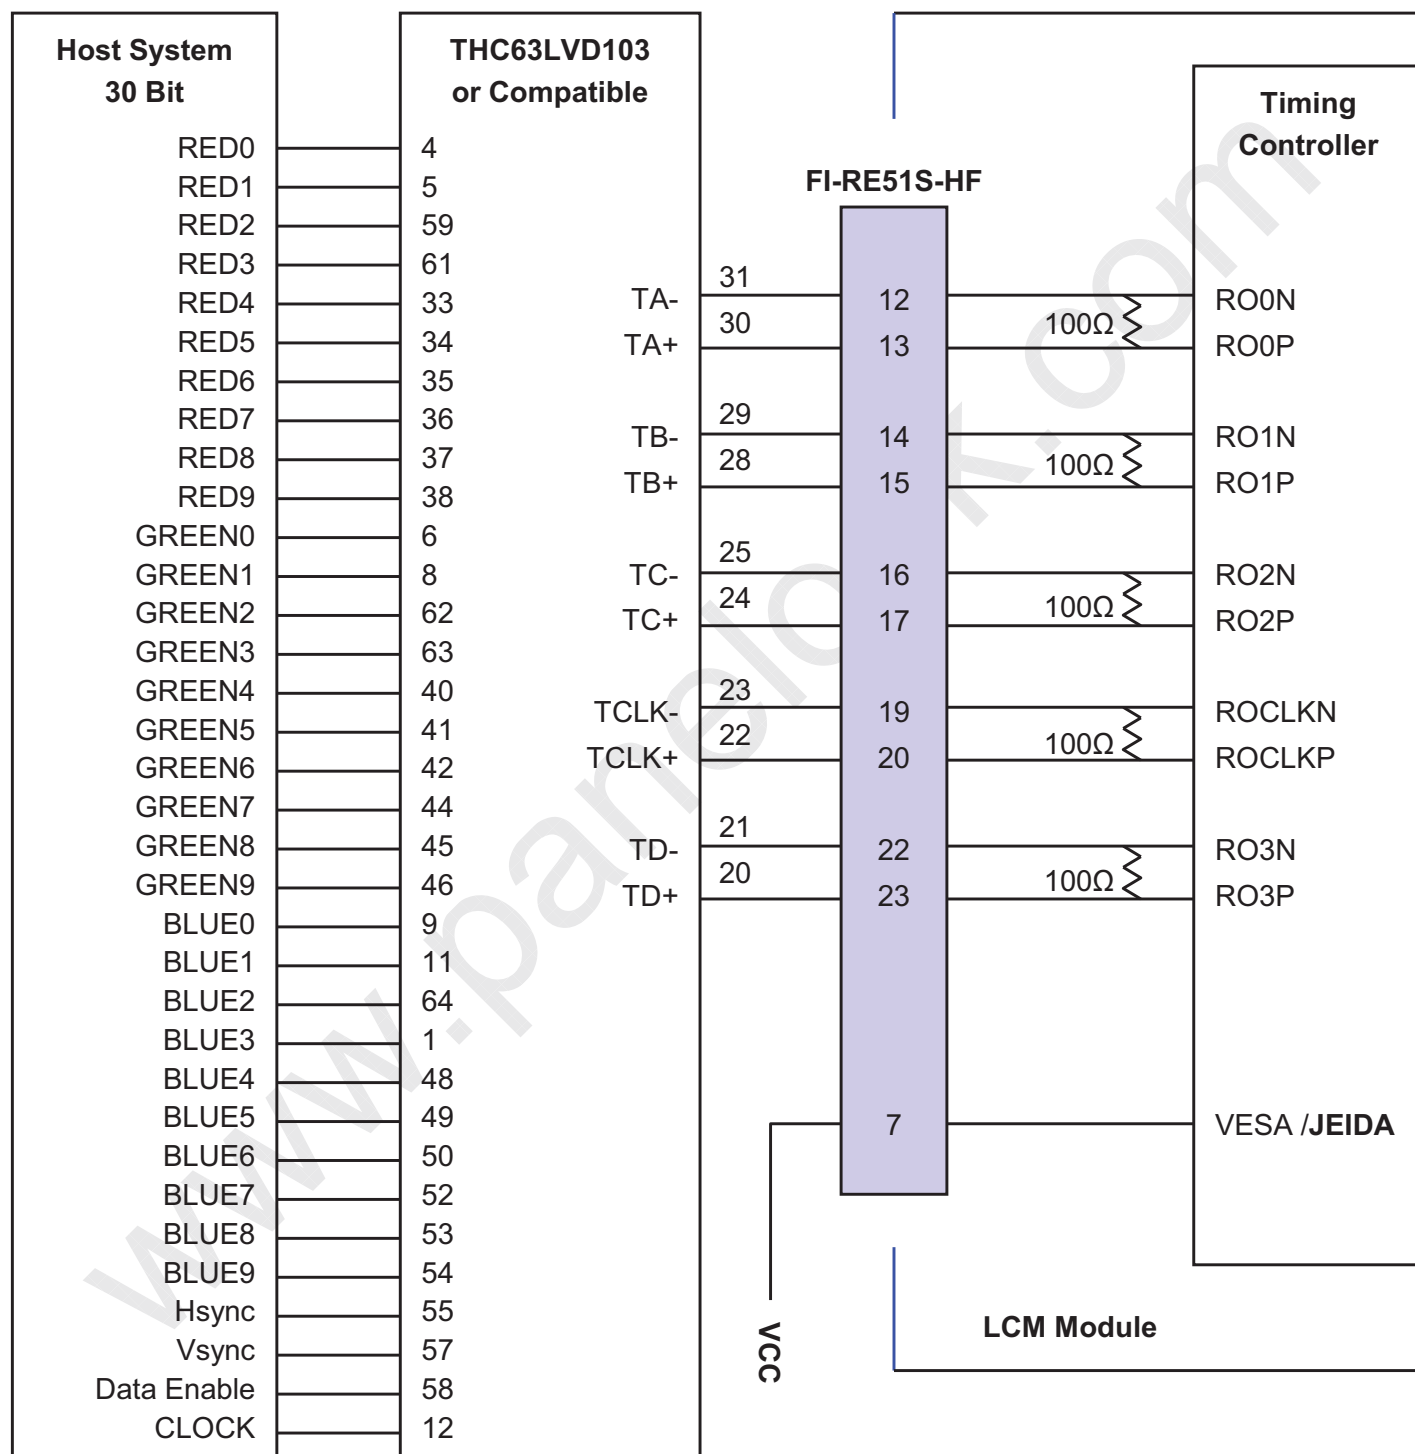 Host System
30 Bit
RED0
RED1
RED2
RED3
RED4
RED5
RED6
RED7
RED8
RED9
GREEN0
GREEN1
GREEN2
GREEN3
GREEN4
GREEN5
GREEN6
GREEN7
GREEN8
GREEN9
BLUE0
BLUE1
BLUE2
BLUE3
BLUE4
BLUE5
BLUE6
BLUE7
BLUE8
BLUE9
Hsync
Vsync
Data Enable
CLOCK
THC63LVD103
or Compatible
4
5
59
61
33
34
35
36
37
38
6
8
62
63
40
41
42
44
45
46
9
11
64
1
48
49
50
52
53
54
55
57
58
12
TA-
TA+
TB-
TB+
TC-
TC+
TCLK-
TCLK+
TD-
TD+
31
30
29
28
25
24
23
22
21
20
VCC
FI-RE51S-HF
12
13
14
15
16
17
19
20
22
23
7
100Ω
100Ω
100Ω
100Ω
100Ω
Timing
Controller
RO0N
RO0P
RO1N
RO1P
RO2N
RO2P
ROCLKN
ROCLKP
RO3N
RO3P
VESA /JEIDA
LCM Module